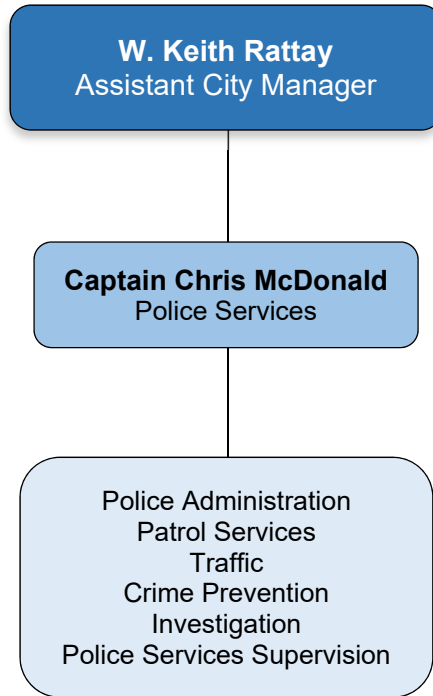 W. Keith Rattay
Assistant City Manager
Captain Chris McDonald
Police Services
Police Administration
Patrol Services
Traffic
Crime Prevention
Investigation
Police Services Supervision